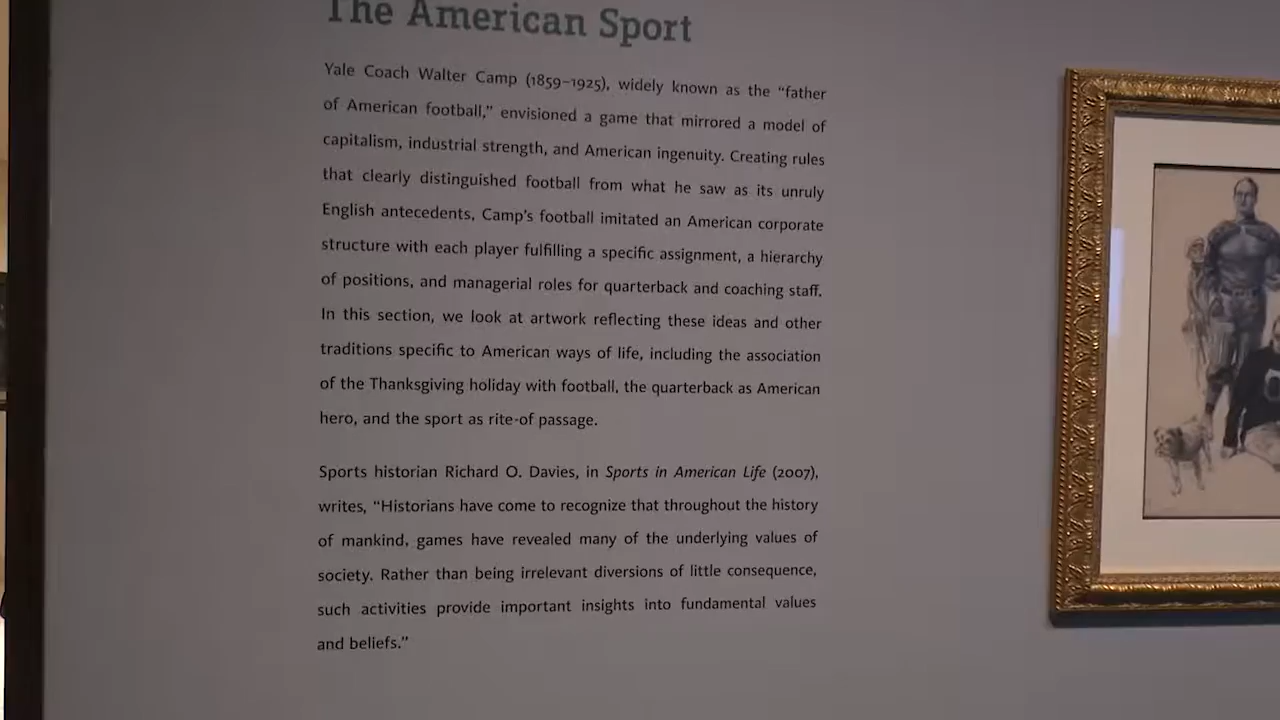 The American Sport
Yale Coach Walter Camp (1859–1925), widely known as the “father
of American football,” envisioned a game that mirrored a model of
capitalism, industrial strength, and American ingenuity. Creating rules
that clearly distinguished football from what he saw as its unruly
English antecedents, Camp’s football imitated an American corporate
structure with each player fulfilling a specific assignment, a hierarchy
of positions, and managerial roles for quarterback and coaching staff.
In this section, we look at artwork reflecting these ideas and other
traditions specific to American ways of life, including the association
of the Thanksgiving holiday with football, the quarterback as American
hero, and the sport as rite-of passage.
Sports historian Richard O. Davies, in Sports in American Life (2007),
writes, “Historians have come to recognize that throughout the history
of mankind, games have revealed many of the underlying values of
society. Rather than being irrelevant diversions of little consequence,
such activities provide important insights into fundamental values
and beliefs.”